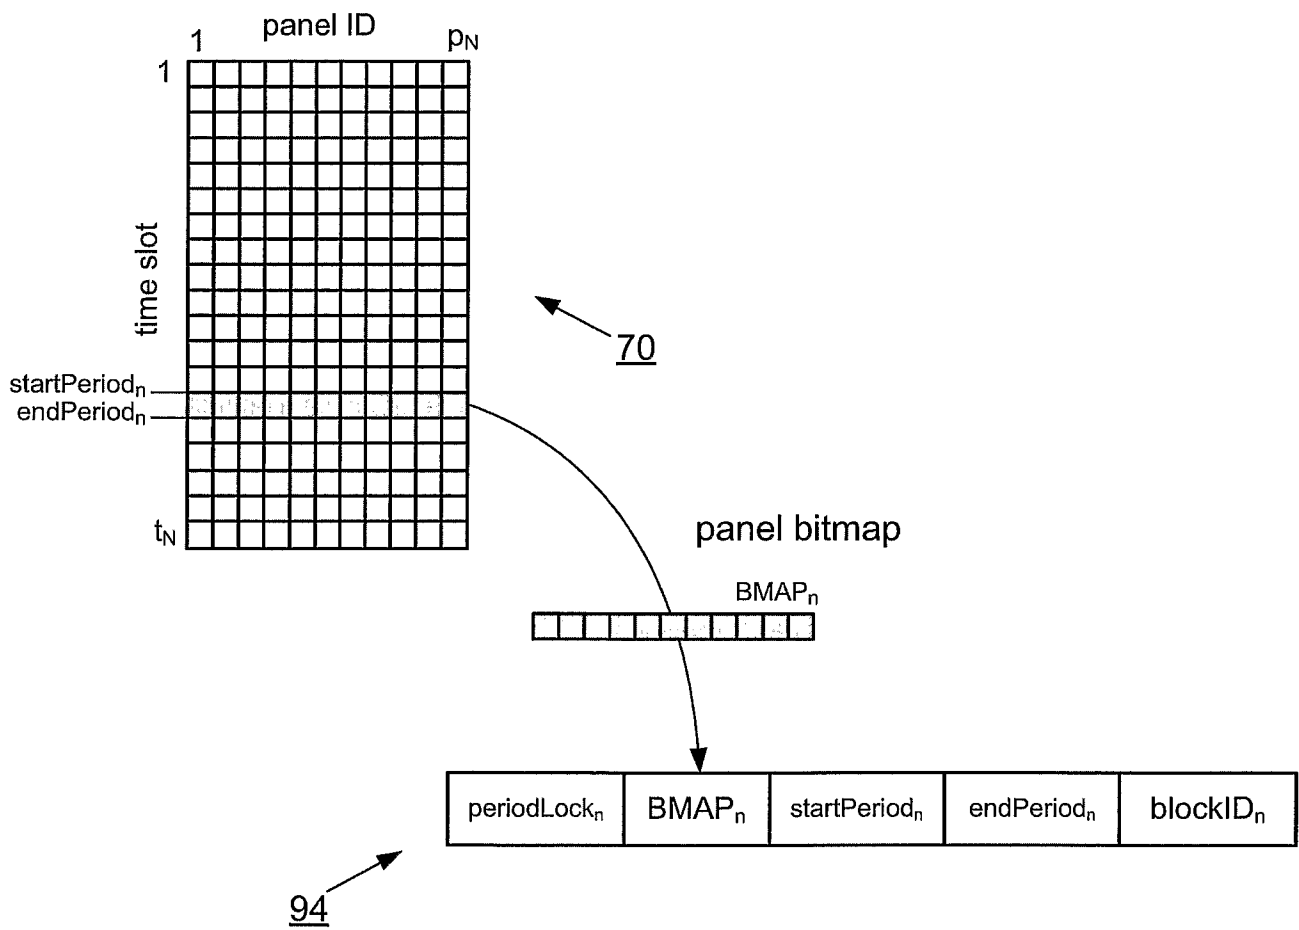 panel ID
1 pN
1
time slot
startPeriodn
endPeriodn
tN
70
panel bitmap
BMAPn
periodLockn BMAPn startPeriodn endPeriodn blockIDn
94